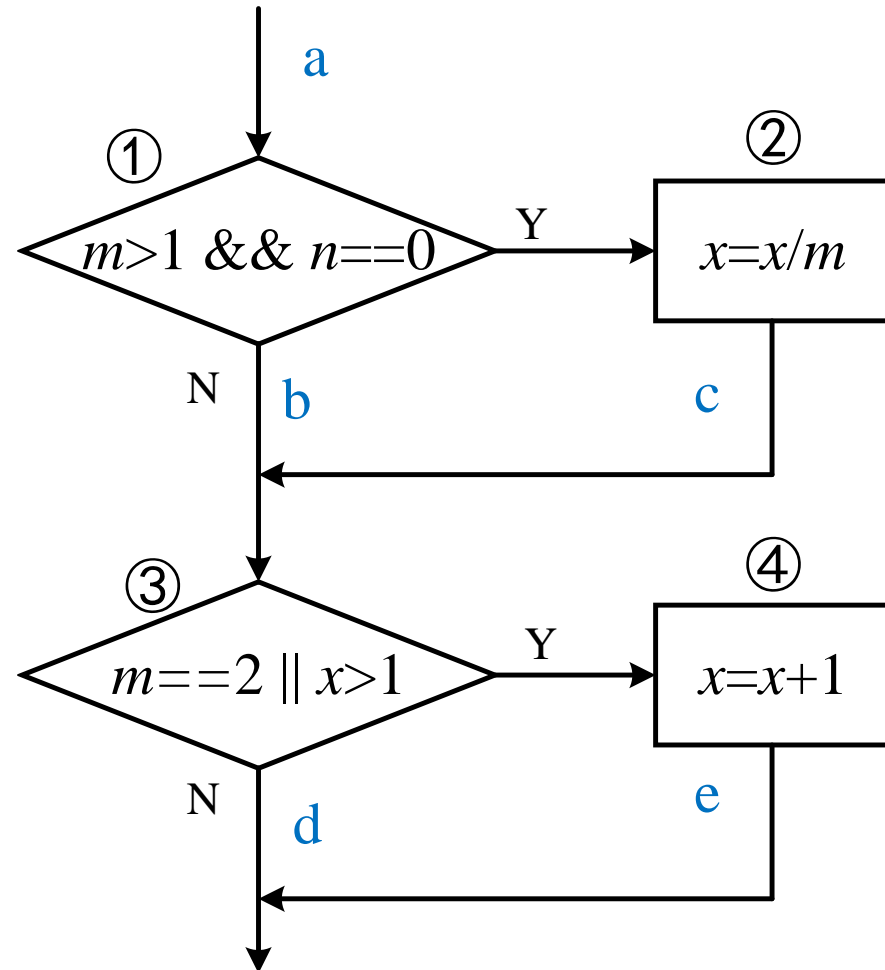 a
①
②
m>1 && n==0
Y
x=x/m
N
b
c
③
④
m==2 || x>1
Y
x=x+1
N
d
e